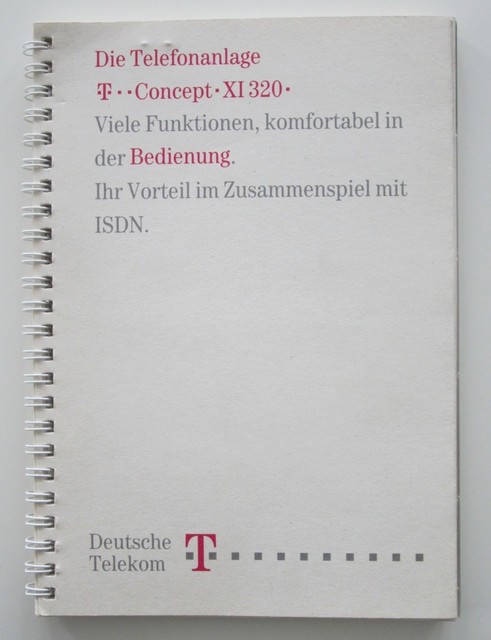 Die Telefonanlage
T··Concept·XI 320·
Viele Funktionen, komfortabel in
der Bedienung.
Ihr Vorteil im Zusammenspiel mit
ISDN.
Deutsche
Telekom
T